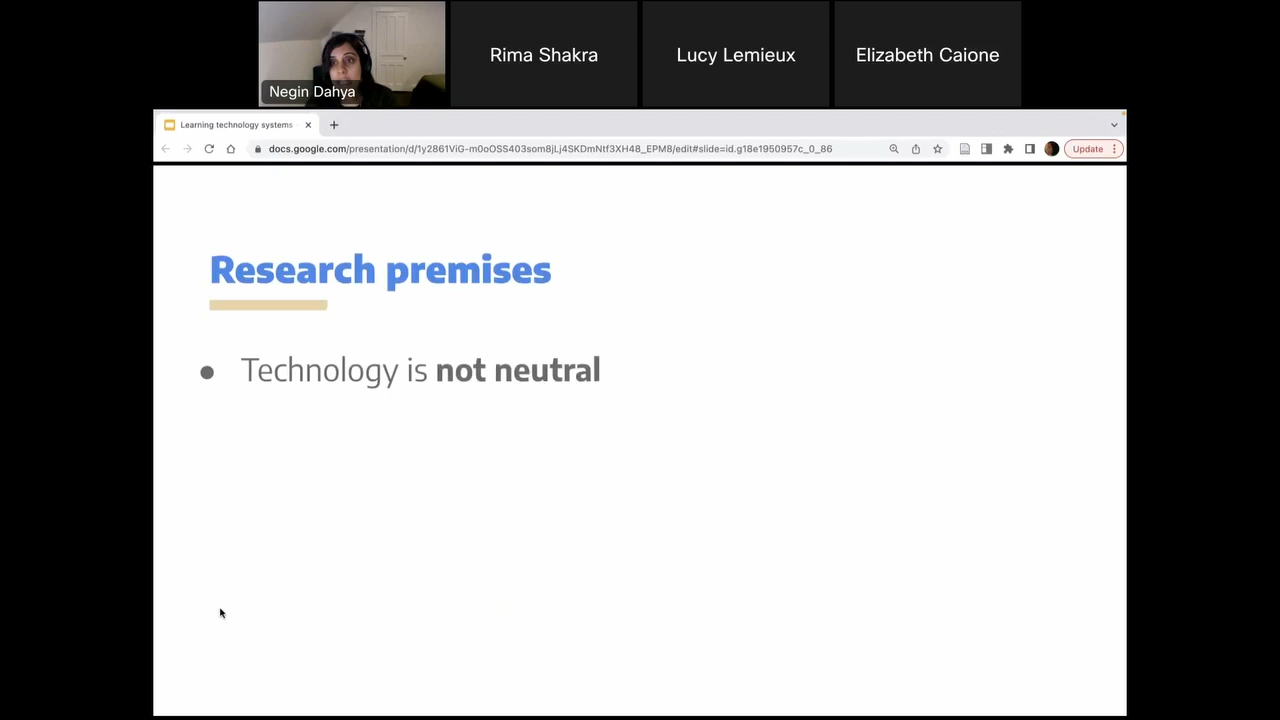 Negin Dahya
Rima Shakra
Lucy Lemieux
Elizabeth Caione
Learning technology systems
docs.google.com/presentation/d/1y2861ViG-m0oOSS403som8jLj4SKDmNtf3XH48_EPM8/edit#slide=id.g18e1950957c_0_86
Update
Research premises
● Technology is not neutral